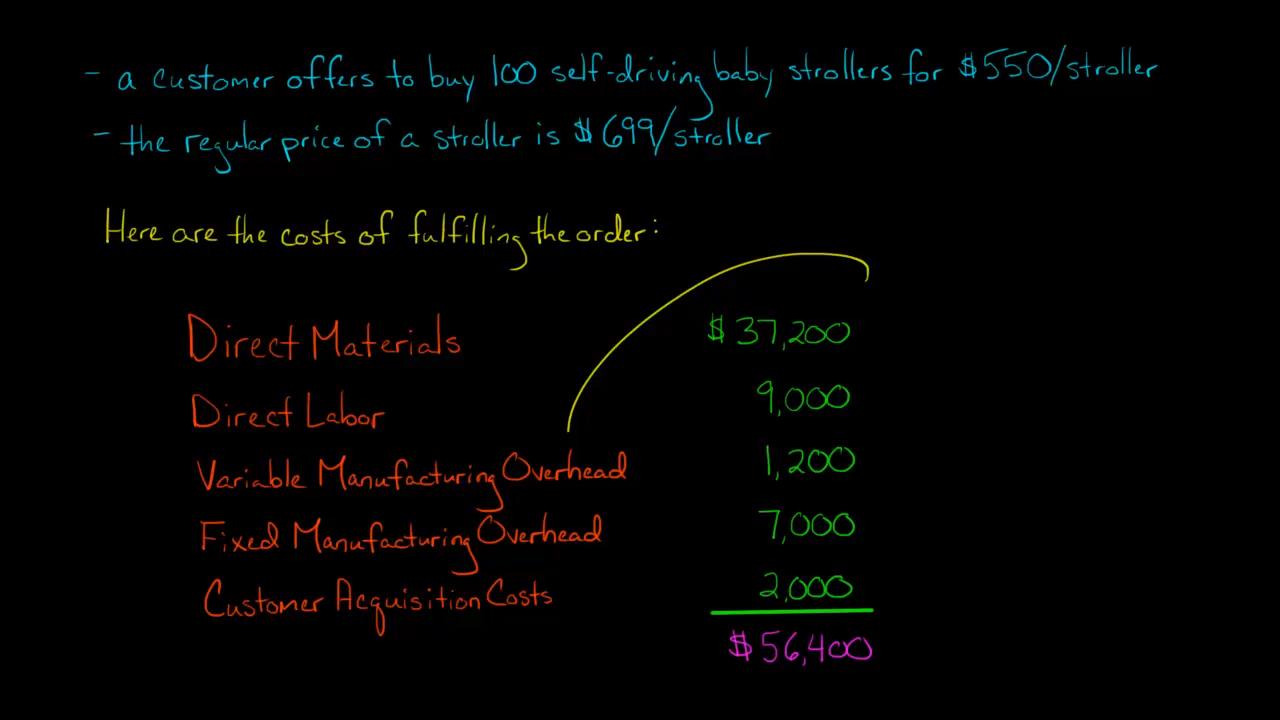 - a customer offers to buy 100 self-driving baby strollers for $550/stroller
- the regular price of a stroller is $699/stroller
Here are the costs of fulfilling the order:
Direct Materials $37,200
Direct Labor 9,000
Variable Manufacturing Overhead 1,200
Fixed Manufacturing Overhead 7,000
Customer Acquisition Costs 2,000
$56,400